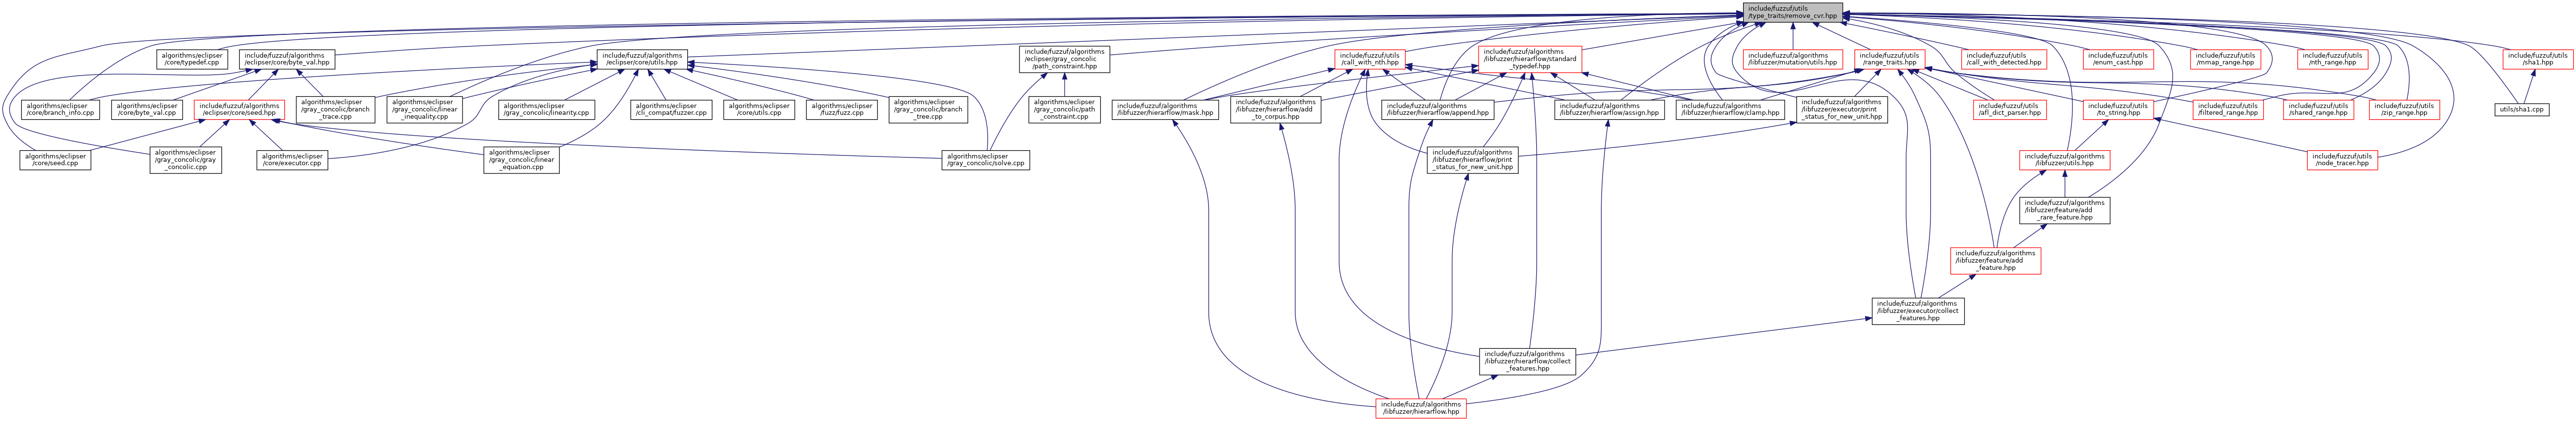 include/fuzzuf/utils
/type_traits/remove_cvr.hpp
algorithms/eclipser
/core/typedef.cpp
include/fuzzuf/algorithms
/eclipser/core/byte_val.hpp
include/fuzzuf/algorithms
/eclipser/core/utils.hpp
include/fuzzuf/algorithms
/eclipser/gray_concolic
/path_constraint.hpp
include/fuzzuf/utils
/call_with_nth.hpp
include/fuzzuf/algorithms
/libfuzzer/hierarflow/standard
_typedef.hpp
include/fuzzuf/algorithms
/libfuzzer/mutation/utils.hpp
include/fuzzuf/utils
/range_traits.hpp
include/fuzzuf/utils
/call_with_detected.hpp
include/fuzzuf/utils
/enum_cast.hpp
include/fuzzuf/utils
/nmap_range.hpp
include/fuzzuf/utils
/nth_range.hpp
include/fuzzuf/utils
/sha1.hpp
algorithms/eclipser
/core/branch_info.cpp
algorithms/eclipser
/core/byte_val.cpp
include/fuzzuf/algorithms
/eclipser/core/seed.hpp
algorithms/eclipser
/gray_concolic/branch
_trace.cpp
algorithms/eclipser
/gray_concolic/linear
_inequality.cpp
algorithms/eclipser
/gray_concolic/linearity.cpp
algorithms/eclipser
/cli_compat/fuzzer.cpp
algorithms/eclipser
/core/utils.cpp
algorithms/eclipser
/fuzz/fuzz.cpp
algorithms/eclipser
/gray_concolic/branch
_tree.cpp
algorithms/eclipser
/gray_concolic/path
_constraint.cpp
include/fuzzuf/algorithms
/libfuzzer/hierarflow/mask.hpp
include/fuzzuf/algorithms
/libfuzzer/hierarflow/add
_to_corpus.hpp
include/fuzzuf/algorithms
/libfuzzer/hierarflow/append.hpp
include/fuzzuf/algorithms
/libfuzzer/hierarflow/assign.hpp
include/fuzzuf/algorithms
/libfuzzer/hierarflow/clamp.hpp
include/fuzzuf/algorithms
/libfuzzer/executor/print
_status_for_new_unit.hpp
include/fuzzuf/utils
/afl_dict_parser.hpp
include/fuzzuf/utils
/to_string.hpp
include/fuzzuf/utils
/filtered_range.hpp
include/fuzzuf/utils
/shared_range.hpp
include/fuzzuf/utils
/zip_range.hpp
utils/sha1.cpp
algorithms/eclipser
/core/seed.cpp
algorithms/eclipser
/gray_concolic/gray
_concolic.cpp
algorithms/eclipser
/core/executor.cpp
algorithms/eclipser
/gray_concolic/linear
_equation.cpp
algorithms/eclipser
/gray_concolic/solve.cpp
include/fuzzuf/algorithms
/libfuzzer/hierarflow/print
_status_for_new_unit.hpp
include/fuzzuf/algorithms
/libfuzzer/utils.hpp
include/fuzzuf/utils
/node_tracer.hpp
include/fuzzuf/algorithms
/libfuzzer/feature/add
_rare_feature.hpp
include/fuzzuf/algorithms
/libfuzzer/feature/add
_feature.hpp
include/fuzzuf/algorithms
/libfuzzer/executor/collect
_features.hpp
include/fuzzuf/algorithms
/libfuzzer/hierarflow/collect
_features.hpp
include/fuzzuf/algorithms
/libfuzzer/hierarflow.hpp